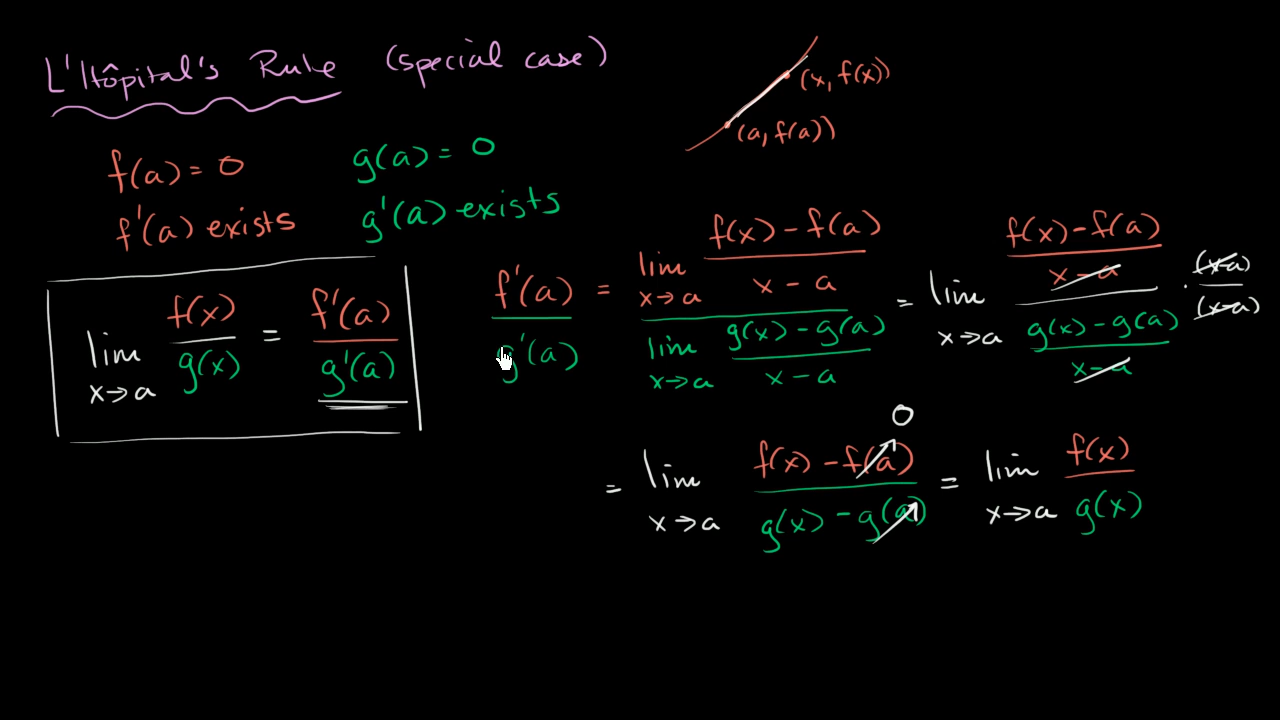 L'Hôpital's Rule (special case)
(x, f(x))
(a, f(a))
f(a) = 0 g(a) = 0
f'(a) exists g'(a) exists
lim x→a f(x)/g(x) = f'(a)/g'(a)
f'(a)/g'(a) = (lim x→a (f(x) - f(a))/(x - a))/(lim x→a (g(x) - g(a))/(x - a)) = lim x→a ((f(x) - f(a))/(x - a))/((g(x) - g(a))/(x - a)) · (x-a)/(x-a)
0
= lim x→a (f(x) - f(a))/(g(x) - g(a)) = lim x→a f(x)/g(x)